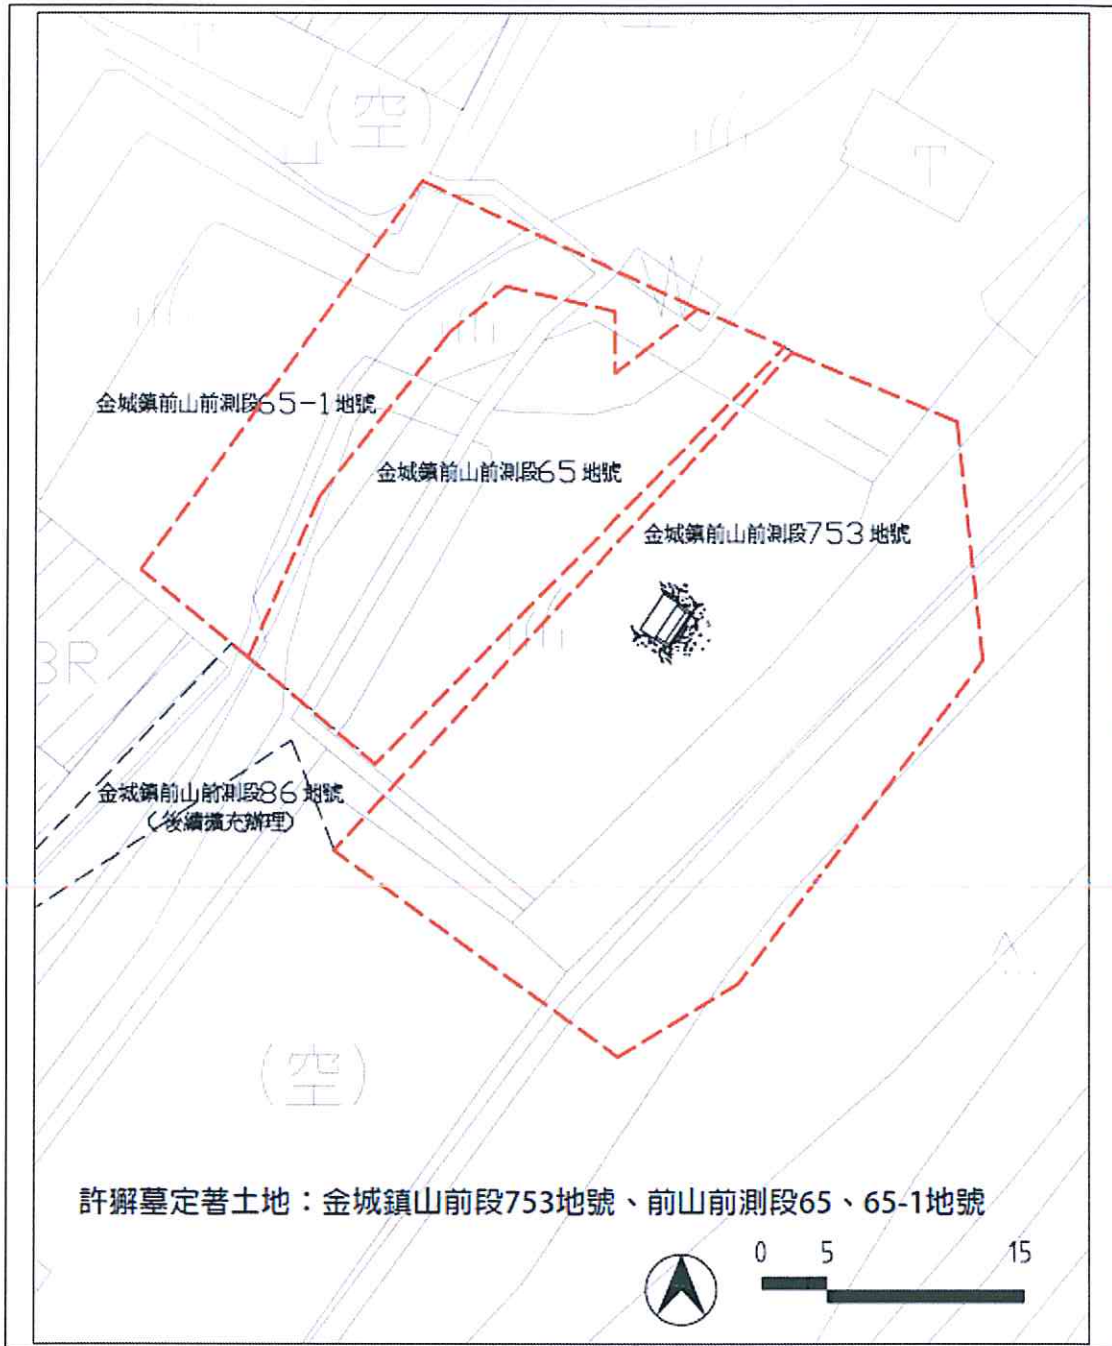 T
(空)
T
W
金城鎮前山前測段65-1地號
金城鎮前山前測段65地號
金城鎮前山前測段753地號
BR
金城鎮前山前測段86地號
(後續擴充辦理)
(空)
許獬墓定著土地：金城鎮山前段753地號、前山前測段65、65-1地號
0 5 15